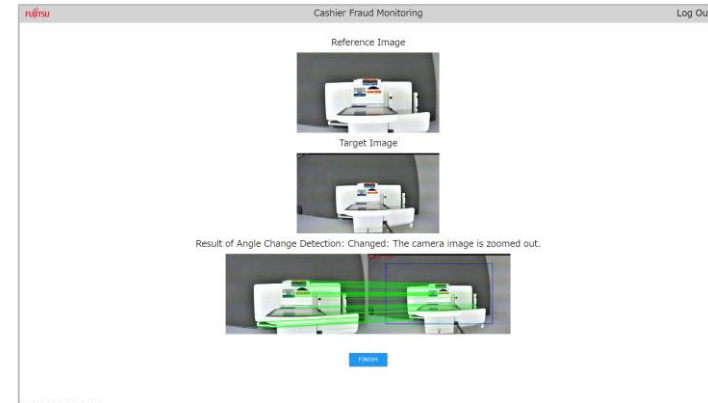 FUJITSU
Cashier Fraud Monitoring
Log Ou
Reference Image
Target Image
Result of Angle Change Detection: Changed: The camera image is zoomed out.
FINISH